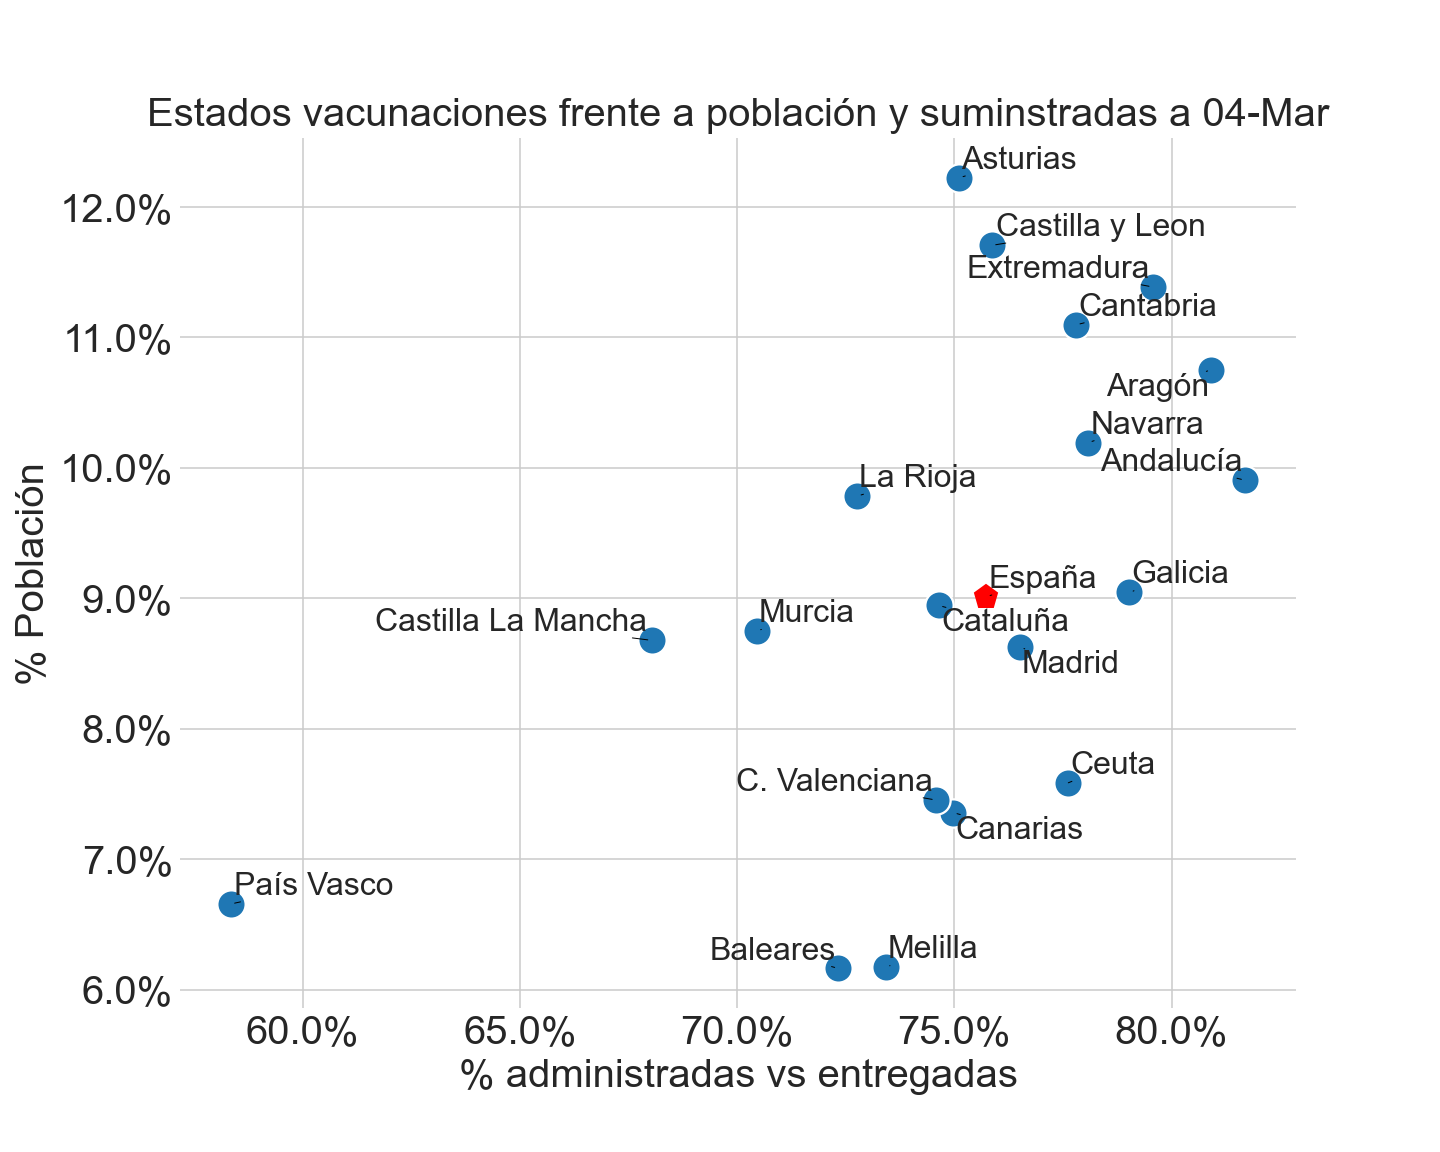 Estados vacunaciones frente a población y suminstradas a 04-Mar
Asturias
12.0%
Castilla y Leon
Extremadura
Cantabria
11.0%
Aragón
Navarra
Andalucía
10.0%
La Rioja
% Población
España
Galicia
9.0%
Murcia
Castilla La Mancha
Cataluña
Madrid
8.0%
Ceuta
C. Valenciana
Canarias
7.0%
País Vasco
Baleares
Melilla
6.0%
60.0%
65.0%
70.0%
75.0%
80.0%
% administradas vs entregadas